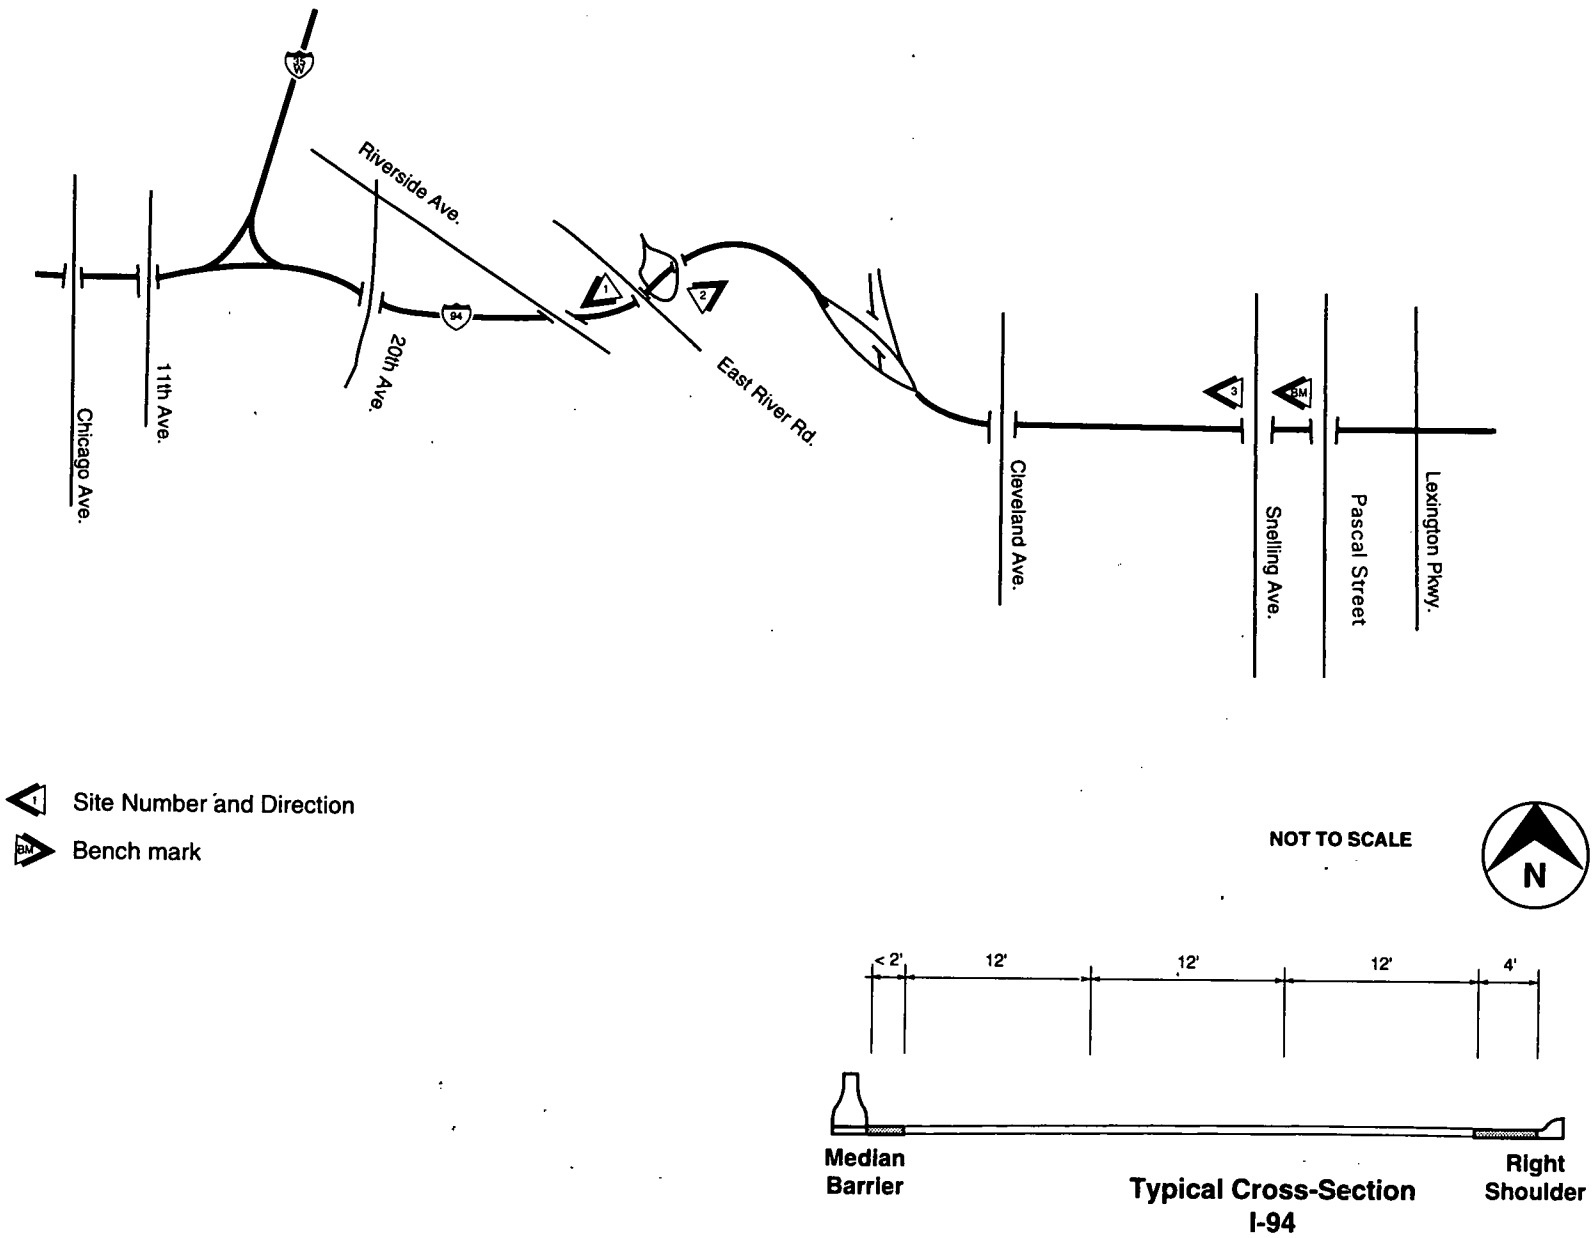 35
W
Riverside Ave.
1
2
94
20th Ave.
11th Ave.
East River Rd.
3
BM
Chicago Ave.
Cleveland Ave.
Snelling Ave.
Pascal Street
Lexington Pkwy.
1
Site Number and Direction
BM
Bench mark
NOT TO SCALE
N
< 2'
12'
12'
12'
4'
Median
Barrier
Right
Shoulder
Typical Cross-Section
I-94